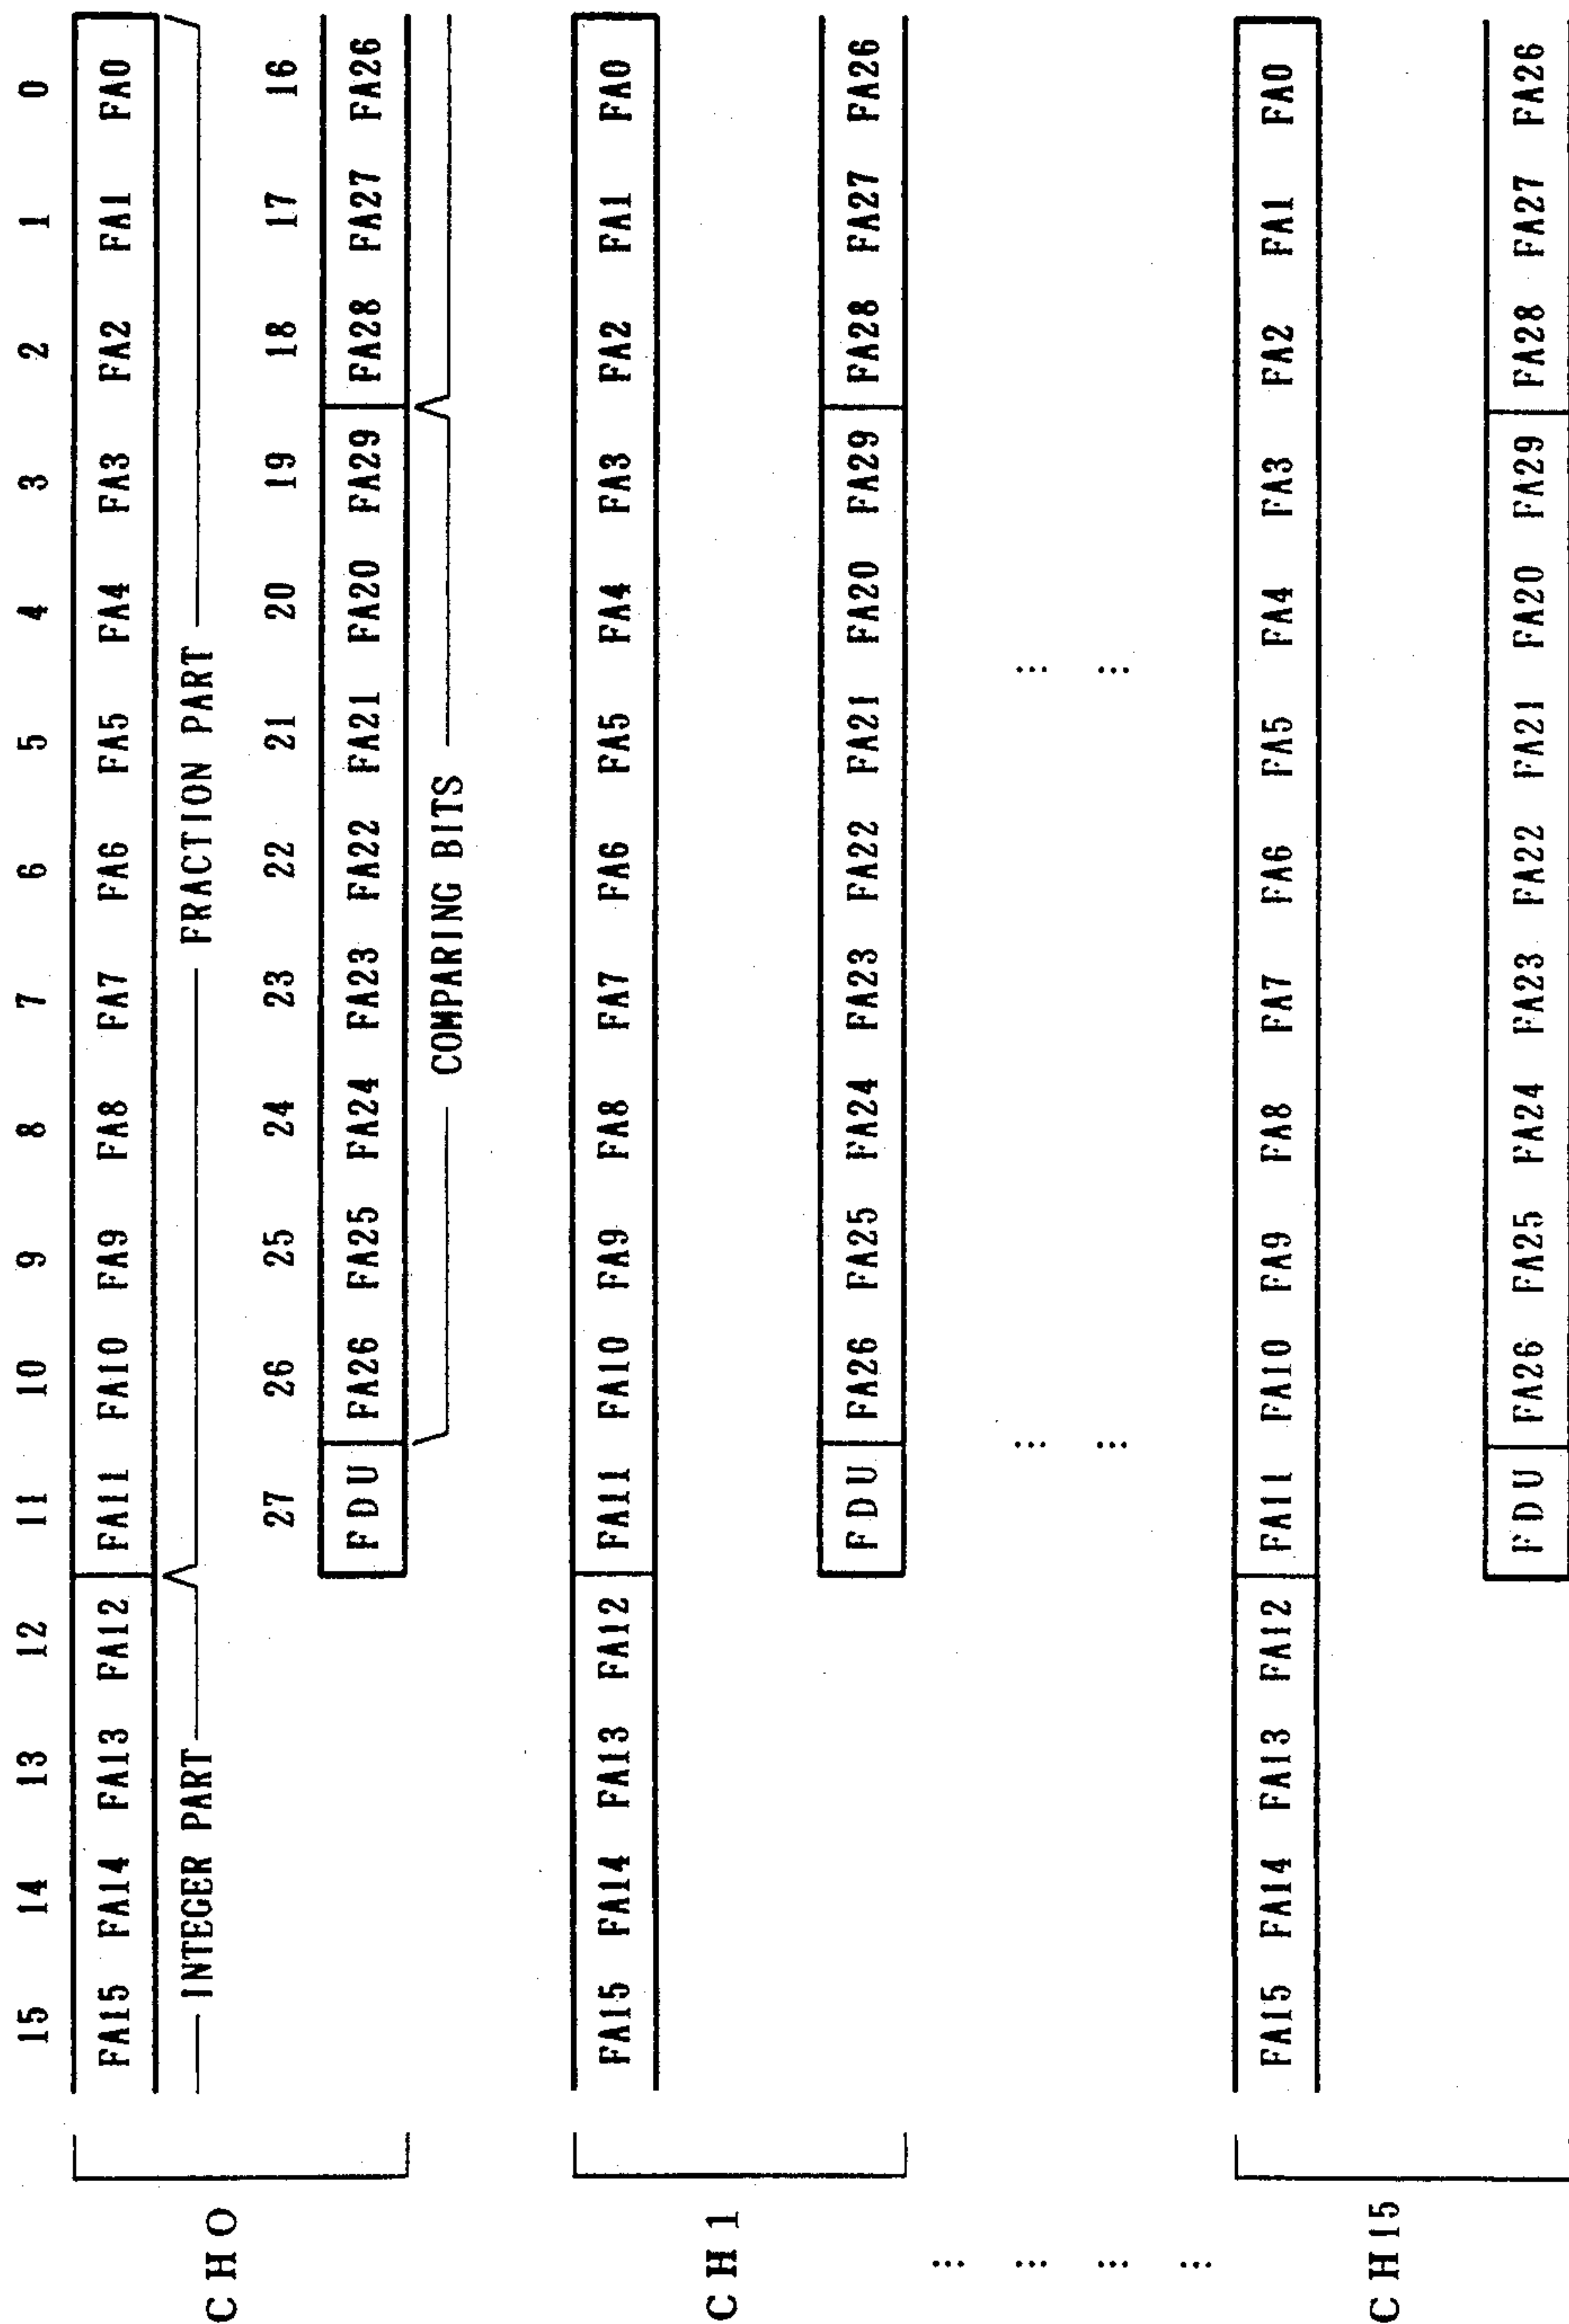 15 14 13 12 11 10 9 8 7 6 5 4 3 2 1 0
CH0
FA15 FA14 FA13 FA12 FA11 FA10 FA9 FA8 FA7 FA6 FA5 FA4 FA3 FA2 FA1 FA0
INTEGER PART FRACTION PART
27 26 25 24 23 22 21 20 19 18 17 16
FDU FA26 FA25 FA24 FA23 FA22 FA21 FA20 FA29 FA28 FA27 FA26
COMPARING BITS
CH1
FA15 FA14 FA13 FA12 FA11 FA10 FA9 FA8 FA7 FA6 FA5 FA4 FA3 FA2 FA1 FA0
FDU FA26 FA25 FA24 FA23 FA22 FA21 FA20 FA29 FA28 FA27 FA26
CH15
FA15 FA14 FA13 FA12 FA11 FA10 FA9 FA8 FA7 FA6 FA5 FA4 FA3 FA2 FA1 FA0
FDU FA26 FA25 FA24 FA23 FA22 FA21 FA20 FA29 FA28 FA27 FA26